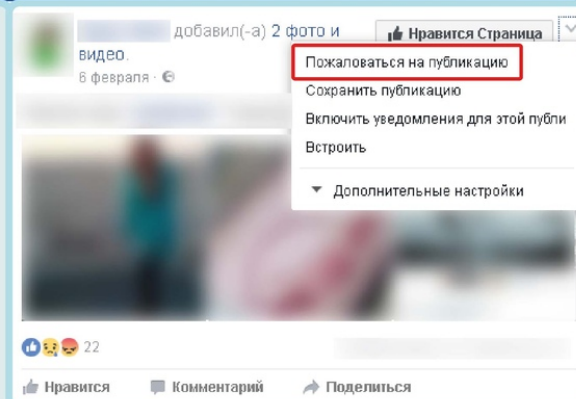 добавил(-а) 2 фото и
видео.
6 февраля ·
Нравится Страница
Пожаловаться на публикацию
Сохранить публикацию
Включить уведомления для этой публи
Встроить
Дополнительные настройки
22
Нравится
Комментарий
Поделиться